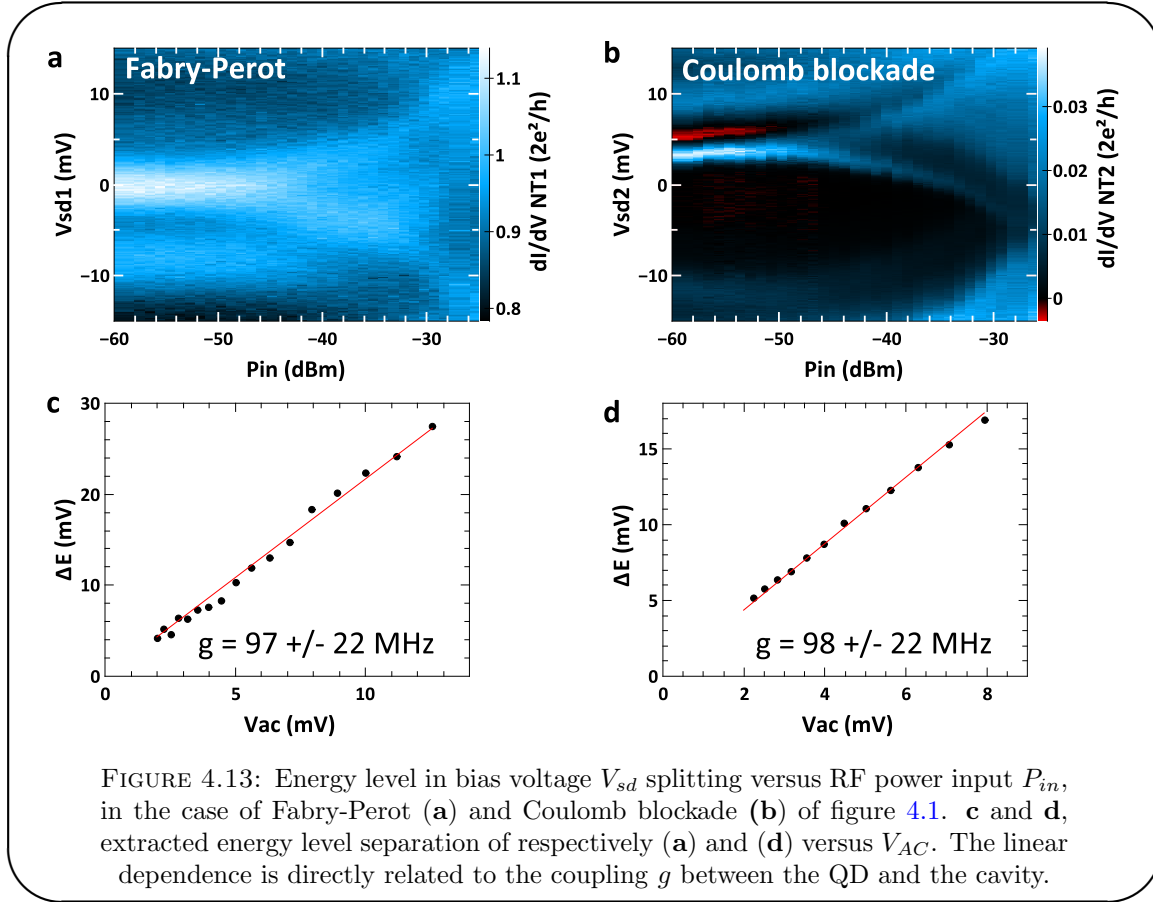 a
Fabry-Perot
10
0
−10
Vsd1 (mV)
−60 −50 −40 −30
Pin (dBm)
1.1
1
0.9
0.8
dI/dV NT1 (2e²/h)
b
Coulomb blockade
10
0
−10
Vsd2 (mV)
−60 −50 −40 −30
Pin (dBm)
0.03
0.02
0.01
0
dI/dV NT2 (2e²/h)
c
30
20
10
0
ΔE (mV)
g = 97 +/- 22 MHz
0 5 10
Vac (mV)
d
15
10
5
0
ΔE (mV)
g = 98 +/- 22 MHz
0 2 4 6 8
Vac (mV)
FIGURE 4.13: Energy level in bias voltage V_sd splitting versus RF power input P_in,
in the case of Fabry-Perot (a) and Coulomb blockade (b) of figure 4.1. c and d,
extracted energy level separation of respectively (a) and (d) versus V_AC. The linear
dependence is directly related to the coupling g between the QD and the cavity.